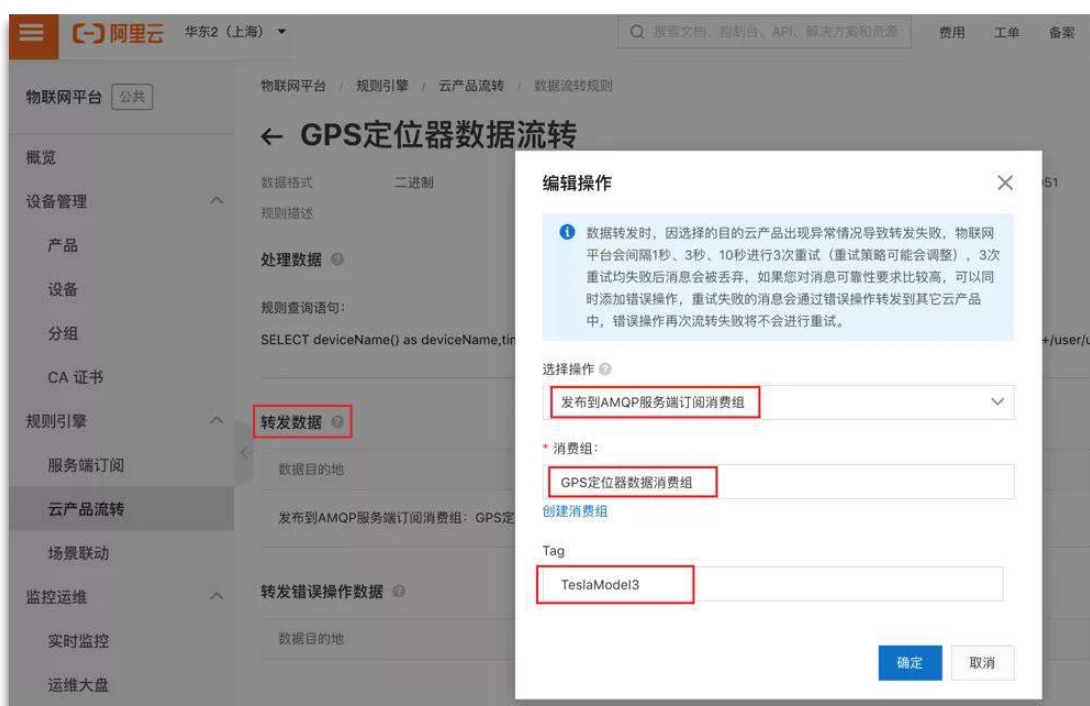 阿里云 华东2（上海） 搜索文档、控制台、API、解决方案和资源 费用 工单 备案
物联网平台 公共
概览
设备管理
产品
设备
分组
CA 证书
规则引擎
服务端订阅
云产品流转
场景联动
监控运维
实时监控
运维大盘
物联网平台 / 规则引擎 / 云产品流转 / 数据流转规则
← GPS定位器数据流转
数据格式 二进制
规则描述
处理数据
规则查询语句：
SELECT deviceName() as deviceName,tin
转发数据
数据目的地
发布到AMQP服务端订阅消费组：GPS定
转发错误操作数据
数据目的地
051
+/user/u
编辑操作
数据转发时，因选择的目的云产品出现异常情况导致转发失败，物联网
平台会间隔1秒、3秒、10秒进行3次重试（重试策略可能会调整），3次
重试均失败后消息会被丢弃，如果您对消息可靠性要求比较高，可以同
时添加错误操作，重试失败的消息会通过错误操作转发到其它云产品
中，错误操作再次流转失败将不会进行重试。
选择操作
发布到AMQP服务端订阅消费组
* 消费组：
GPS定位器数据消费组
创建消费组
Tag
TeslaModel3
确定 取消